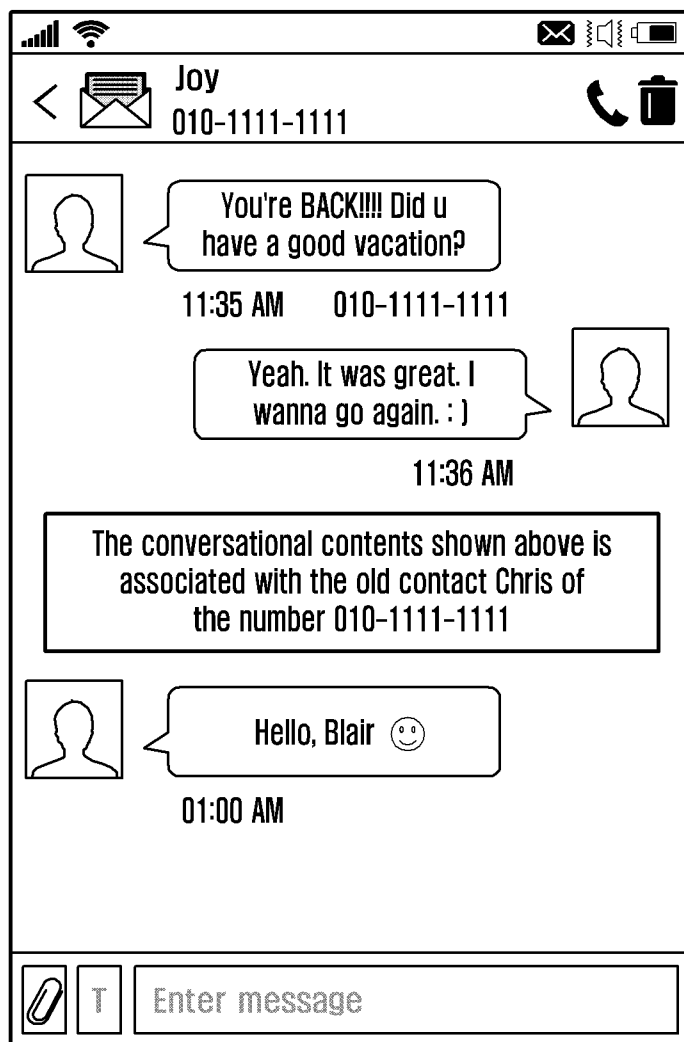 Joy
010-1111-1111
You're BACK!!!! Did u
have a good vacation?
11:35 AM 010-1111-1111
Yeah. It was great. I
wanna go again. : )
11:36 AM
The conversational contents shown above is
associated with the old contact Chris of
the number 010-1111-1111
Hello, Blair
01:00 AM
T Enter message